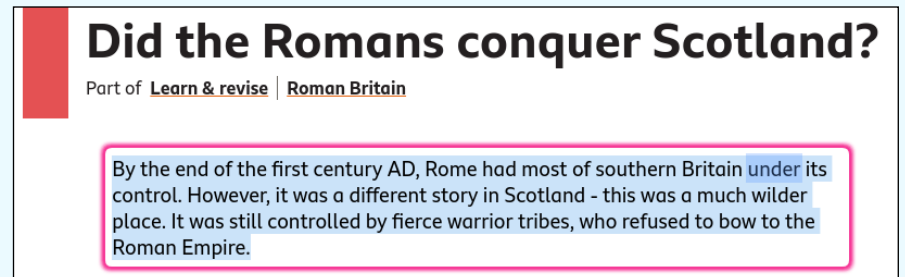 Did the Romans conquer Scotland?
Part of Learn & revise | Roman Britain
By the end of the first century AD, Rome had most of southern Britain under its
control. However, it was a different story in Scotland - this was a much wilder
place. It was still controlled by fierce warrior tribes, who refused to bow to the
Roman Empire.